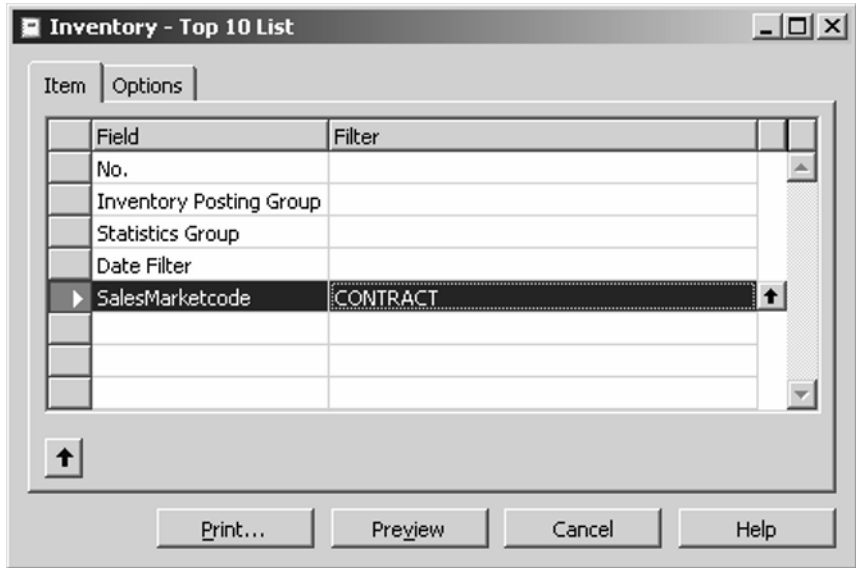 Inventory - Top 10 List
Item Options
Field Filter
No.
Inventory Posting Group
Statistics Group
Date Filter
SalesMarketcode CONTRACT
Print... Preview Cancel Help